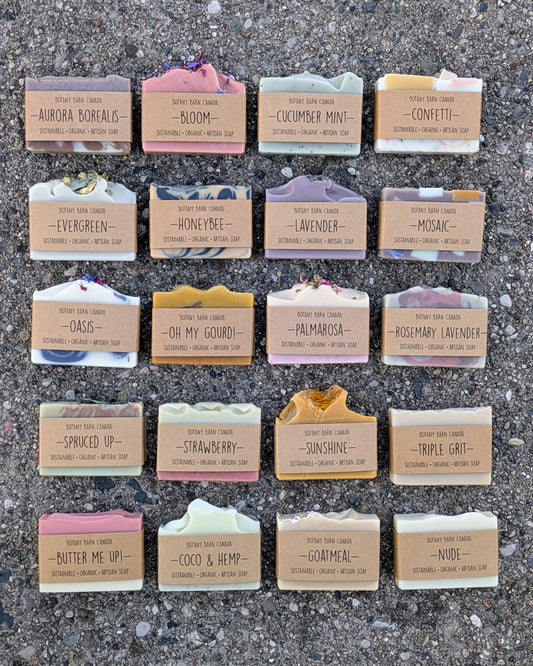 BOTANY BARN CANADA
AURORA BOREALIS
SUSTAINABLE • ORGANIC • ARTISAN SOAP
BOTANY BARN CANADA
—BLOOM—
SUSTAINABLE • ORGANIC • ARTISAN SOAP
BOTANY BARN CANADA
CUCUMBER MINT
SUSTAINABLE • ORGANIC • ARTISAN SOAP
BOTANY BARN CANADA
—CONFETTI—
SUSTAINABLE • ORGANIC • ARTISAN SOAP
BOTANY BARN CANADA
—EVERGREEN—
SUSTAINABLE • ORGANIC • ARTISAN SOAP
BOTANY BARN CANADA
—HONEYBEE—
SUSTAINABLE • ORGANIC • ARTISAN SOAP
BOTANY BARN CANADA
—LAVENDER—
SUSTAINABLE • ORGANIC • ARTISAN SOAP
BOTANY BARN CANADA
—MOSAIC—
SUSTAINABLE • ORGANIC • ARTISAN SOAP
BOTANY BARN CANADA
—OASIS—
SUSTAINABLE • ORGANIC • ARTISAN SOAP
BOTANY BARN CANADA
—OH MY GOURD!—
SUSTAINABLE • ORGANIC • ARTISAN SOAP
BOTANY BARN CANADA
—PALMAROSA—
SUSTAINABLE • ORGANIC • ARTISAN SOAP
BOTANY BARN CANADA
ROSEMARY LAVENDER
SUSTAINABLE • ORGANIC • ARTISAN SOAP
BOTANY BARN CANADA
—SPRUCED UP—
SUSTAINABLE • ORGANIC • ARTISAN SOAP
BOTANY BARN CANADA
—STRAWBERRY—
SUSTAINABLE • ORGANIC • ARTISAN SOAP
BOTANY BARN CANADA
—SUNSHINE—
SUSTAINABLE • ORGANIC • ARTISAN SOAP
BOTANY BARN CANADA
—TRIPLE GRIT—
SUSTAINABLE • ORGANIC • ARTISAN SOAP
BOTANY BARN CANADA
—BUTTER ME UP!—
SUSTAINABLE • ORGANIC • ARTISAN SOAP
BOTANY BARN CANADA
—COCO & HEMP—
SUSTAINABLE • ORGANIC • ARTISAN SOAP
BOTANY BARN CANADA
—GOATMEAL—
SUSTAINABLE • ORGANIC • ARTISAN SOAP
BOTANY BARN CANADA
—NUDE—
SUSTAINABLE • ORGANIC • ARTISAN SOAP